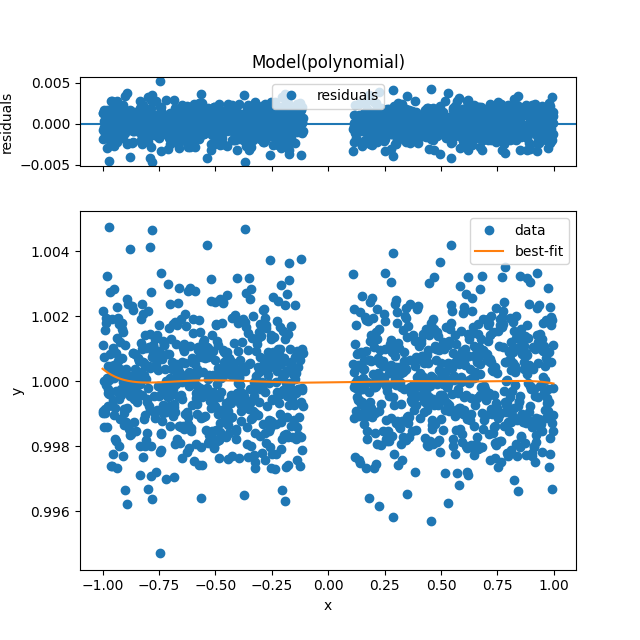 Model(polynomial)
residuals
0.005
0.000
−0.005
residuals
y
1.004
1.002
1.000
0.998
0.996
data
best-fit
−1.00 −0.75 −0.50 −0.25 0.00 0.25 0.50 0.75 1.00
x